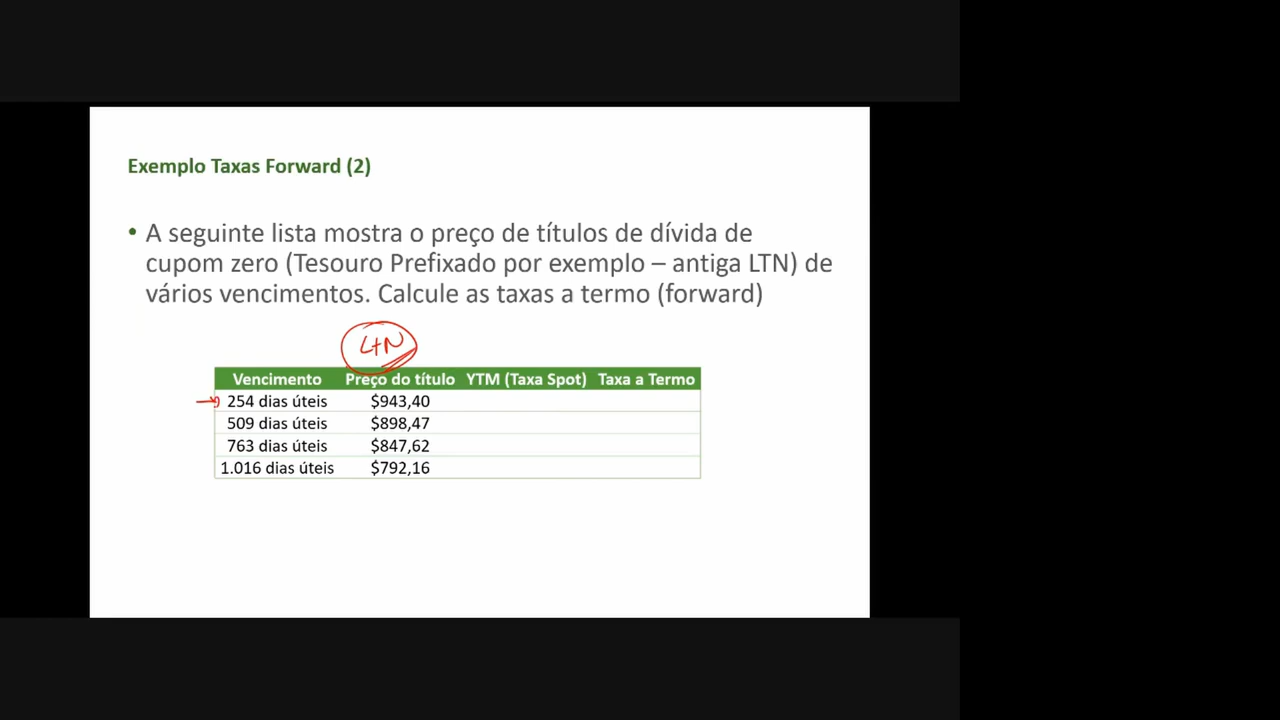 Exemplo Taxas Forward (2)
• A seguinte lista mostra o preço de títulos de dívida de
cupom zero (Tesouro Prefixado por exemplo – antiga LTN) de
vários vencimentos. Calcule as taxas a termo (forward)
LTN
Vencimento Preço do título YTM (Taxa Spot) Taxa a Termo
254 dias úteis $943,40
509 dias úteis $898,47
763 dias úteis $847,62
1.016 dias úteis $792,16